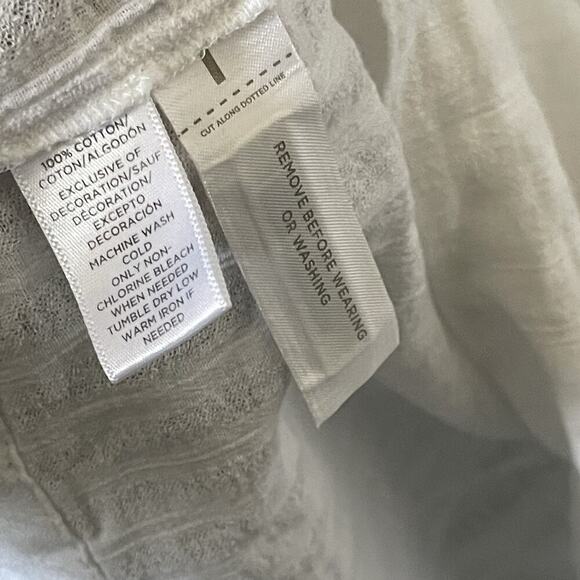 100% COTTON/
COTON/ALGODÓN
EXCLUSIVE OF
DECORATION/SAUF
DÉCORATION/
EXCEPTO
DECORACIÓN
MACHINE WASH
COLD
ONLY NON-
CHLORINE BLEACH
WHEN NEEDED
TUMBLE DRY LOW
WARM IRON IF
NEEDED
CUT ALONG DOTTED LINE
REMOVE BEFORE WEARING
OR WASHING